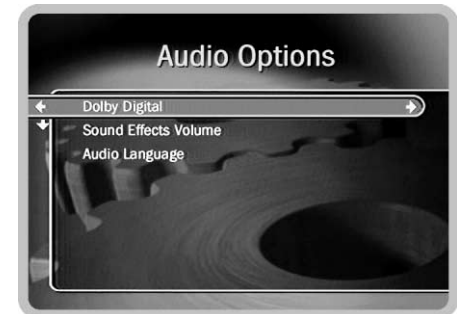 Audio Options
Dolby Digital
Sound Effects Volume
Audio Language